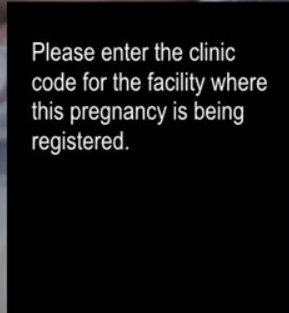 Please enter the clinic
code for the facility where
this pregnancy is being
registered.